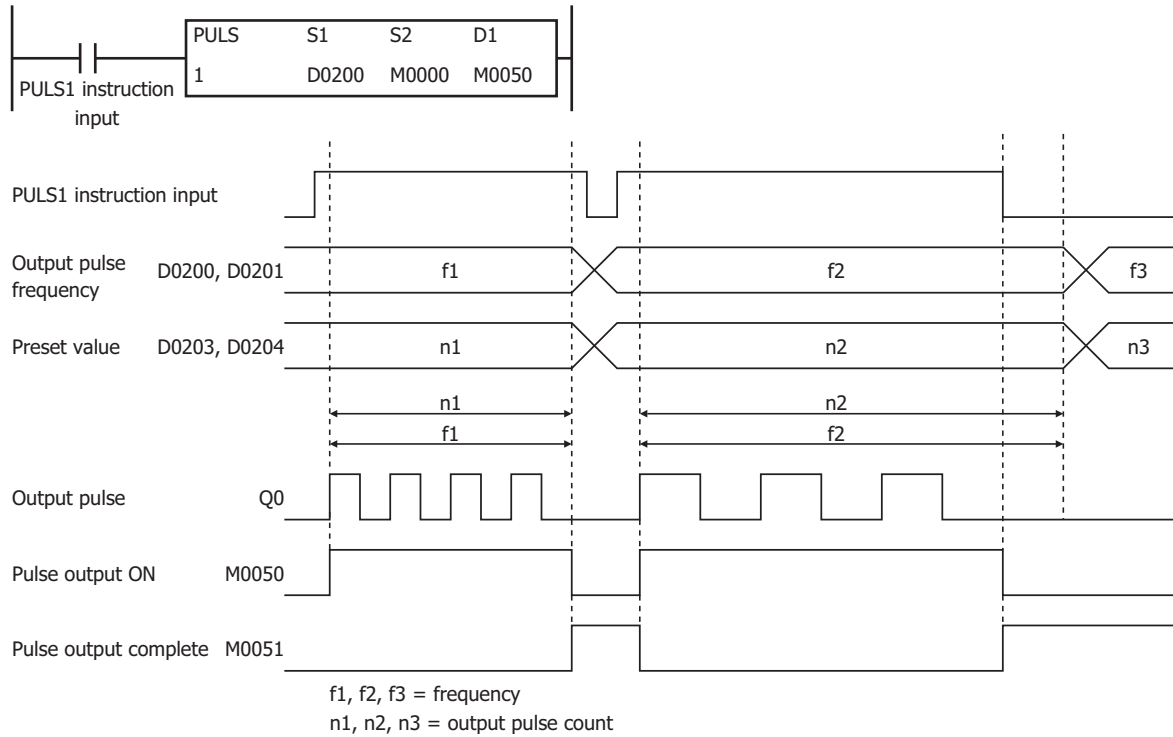 PULS S1 S2 D1
1 D0200 M0000 M0050
PULS1 instruction
input
PULS1 instruction input
Output pulse
frequency
D0200, D0201
f1
f2
f3
Preset value D0203, D0204
n1
n2
n3
n1
n2
f1
f2
Output pulse Q0
Pulse output ON M0050
Pulse output complete M0051
f1, f2, f3 = frequency
n1, n2, n3 = output pulse count